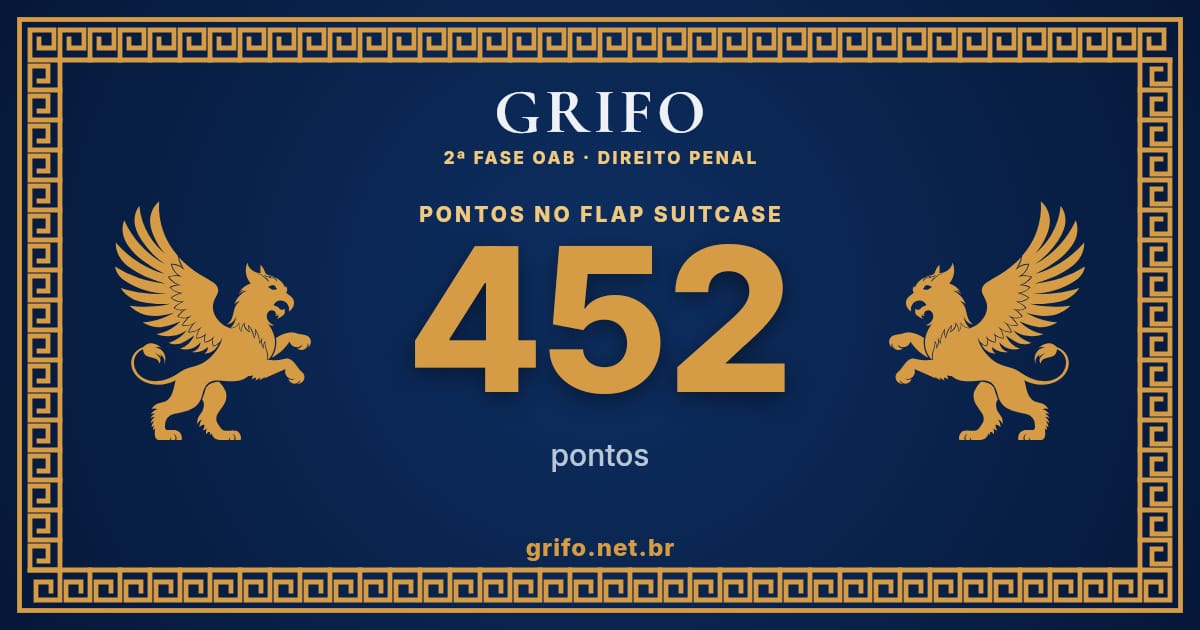 GRIFO
2ª FASE OAB · DIREITO PENAL
PONTOS NO FLAP SUITCASE
452
pontos
grifo.net.br